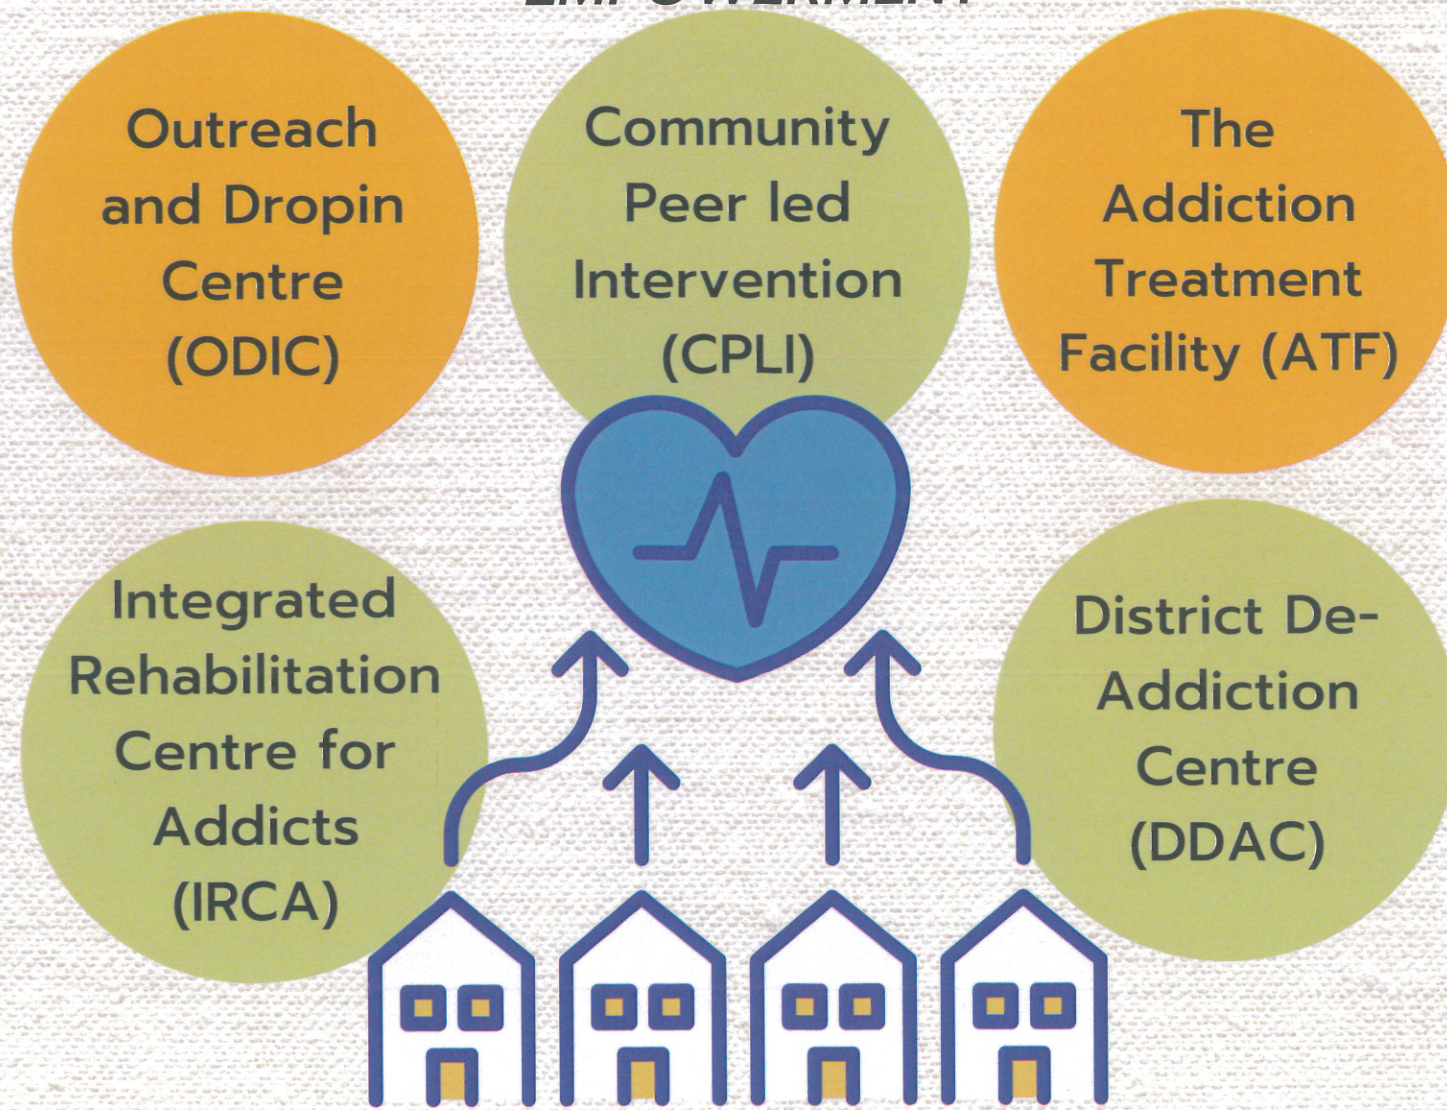 EMPOWERMENT
Outreach
and Dropin
Centre
(ODIC)
Community
Peer led
Intervention
(CPLI)
The
Addiction
Treatment
Facility (ATF)
Integrated
Rehabilitation
Centre for
Addicts
(IRCA)
District De-
Addiction
Centre
(DDAC)